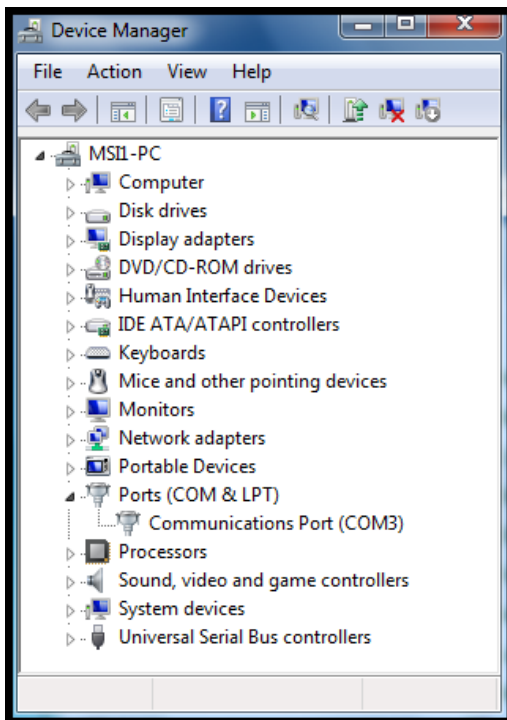 Device Manager
File Action View Help
MSI1-PC
Computer
Disk drives
Display adapters
DVD/CD-ROM drives
Human Interface Devices
IDE ATA/ATAPI controllers
Keyboards
Mice and other pointing devices
Monitors
Network adapters
Portable Devices
Ports (COM & LPT)
Communications Port (COM3)
Processors
Sound, video and game controllers
System devices
Universal Serial Bus controllers